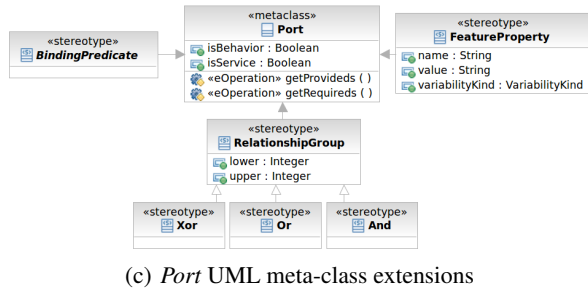 «metaclass»
Port
isBehavior : Boolean
isService : Boolean
«eOperation» getProvideds ( )
«eOperation» getRequireds ( )
«stereotype»
BindingPredicate
«stereotype»
FeatureProperty
name : String
value : String
variabilityKind : VariabilityKind
«stereotype»
RelationshipGroup
lower : Integer
upper : Integer
«stereotype»
Xor
«stereotype»
Or
«stereotype»
And
(c) Port UML meta-class extensions